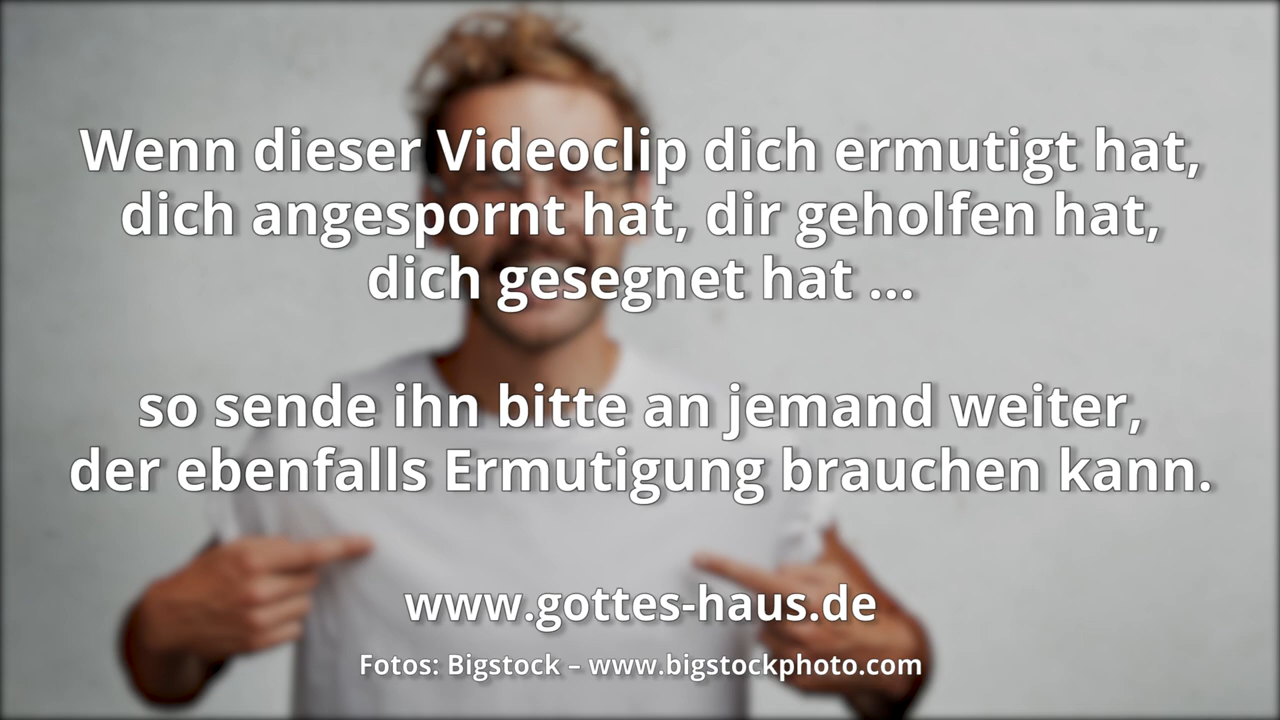 Wenn dieser Videoclip dich ermutigt hat,
dich angespornt hat, dir geholfen hat,
dich gesegnet hat ...
so sende ihn bitte an jemand weiter,
der ebenfalls Ermutigung brauchen kann.
www.gottes-haus.de
Fotos: Bigstock – www.bigstockphoto.com